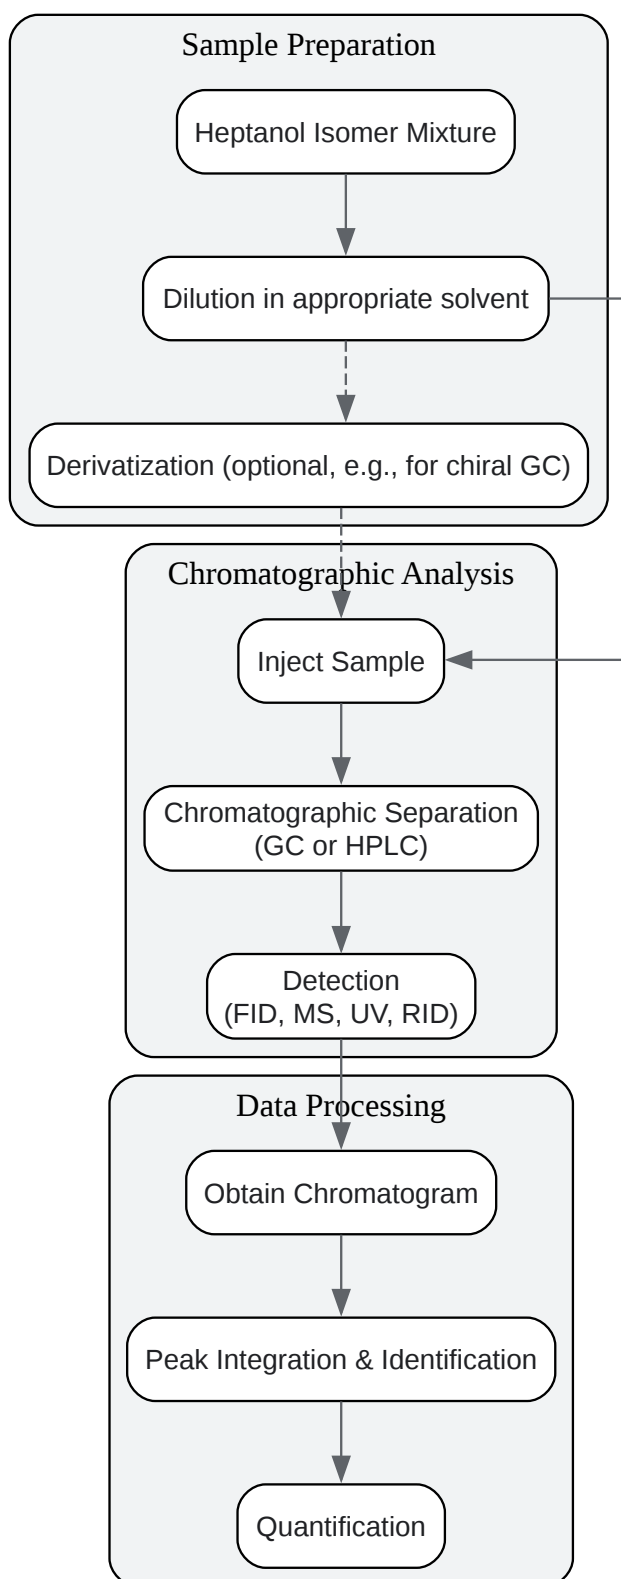 Sample Preparation
Heptanol Isomer Mixture
Dilution in appropriate solvent
Derivatization (optional, e.g., for chiral GC)
Chromatographic Analysis
Inject Sample
Chromatographic Separation
(GC or HPLC)
Detection
(FID, MS, UV, RID)
Data Processing
Obtain Chromatogram
Peak Integration & Identification
Quantification